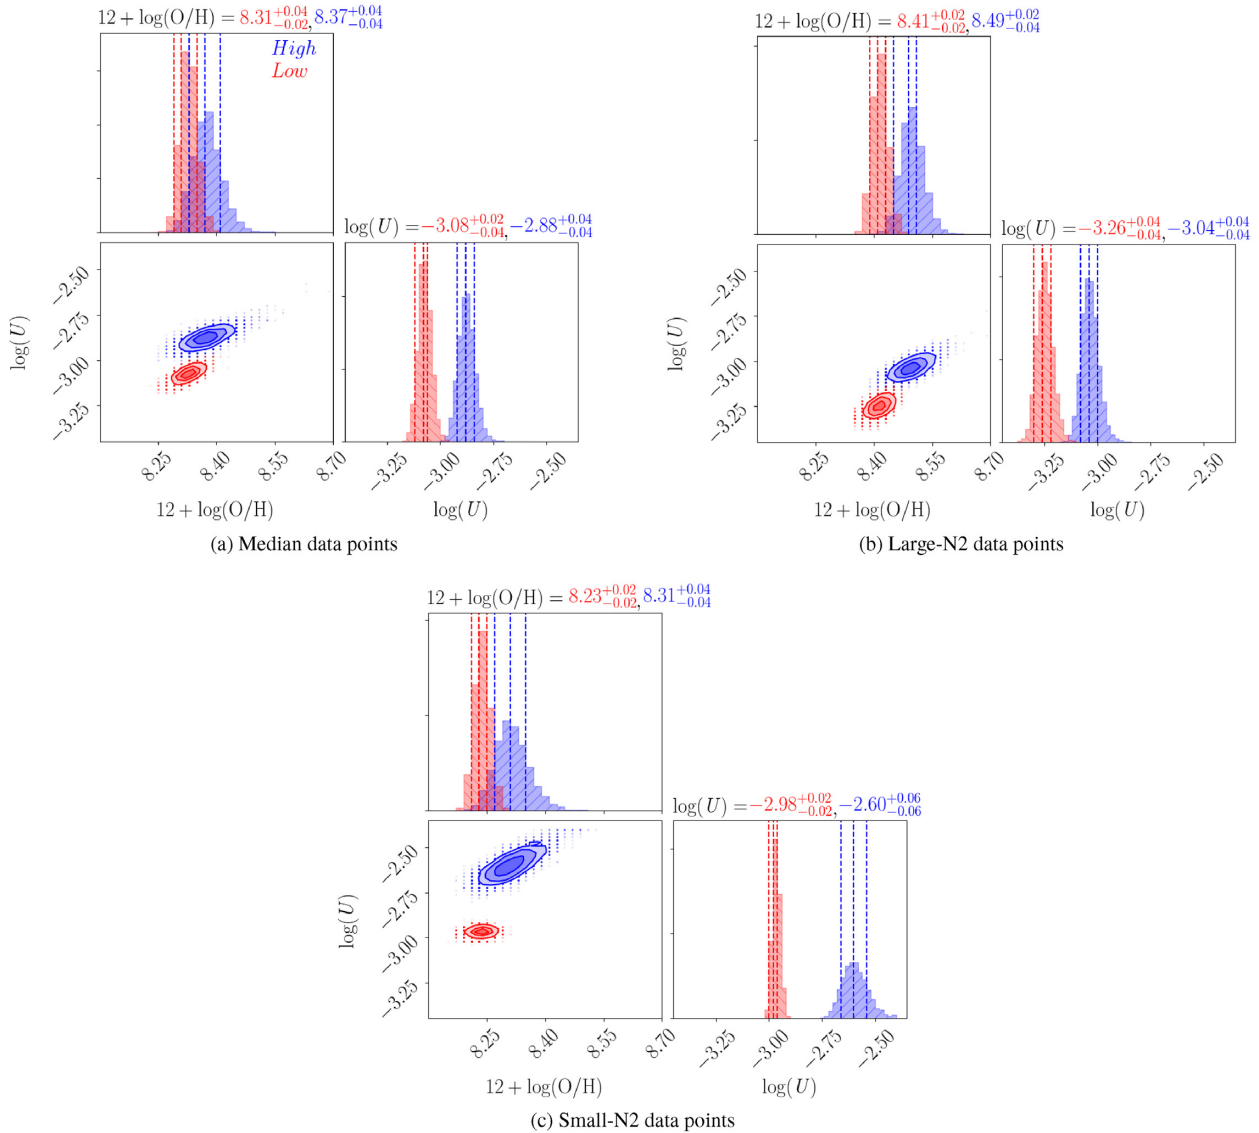 12 + log(O/H) = 8.31^{+0.04}_{−0.02}, 8.37^{+0.04}_{−0.04}
High
Low
log(U) = −3.08^{+0.02}_{−0.04}, −2.88^{+0.04}_{−0.04}
log(U)
−2.50
−2.75
−3.00
−3.25
8.25 8.40 8.55 8.70
12 + log(O/H)
−3.25 −3.00 −2.75 −2.50
log(U)
(a) Median data points
12 + log(O/H) = 8.41^{+0.02}_{−0.02}, 8.49^{+0.02}_{−0.04}
log(U) = −3.26^{+0.04}_{−0.04}, −3.04^{+0.04}_{−0.04}
log(U)
−2.50
−2.75
−3.00
−3.25
8.25 8.40 8.55 8.70
12 + log(O/H)
−3.25 −3.00 −2.75 −2.50
log(U)
(b) Large-N2 data points
12 + log(O/H) = 8.23^{+0.02}_{−0.02}, 8.31^{+0.04}_{−0.04}
log(U) = −2.98^{+0.02}_{−0.02}, −2.60^{+0.06}_{−0.06}
log(U)
−2.50
−2.75
−3.00
−3.25
8.25 8.40 8.55 8.70
12 + log(O/H)
−3.25 −3.00 −2.75 −2.50
log(U)
(c) Small-N2 data points